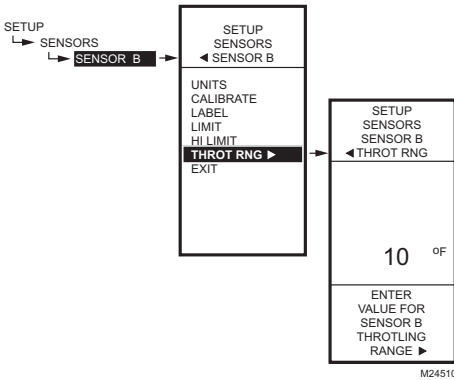 SETUP
SENSORS
SENSOR B
SETUP
SENSORS
◀ SENSOR B
UNITS
CALIBRATE
LABEL
LIMIT
HI LIMIT
THROT RNG ▶
EXIT
SETUP
SENSORS
SENSOR B
◀ THROT RNG
10 ºF
ENTER
VALUE FOR
SENSOR B
THROTLING
RANGE ▶
M24510